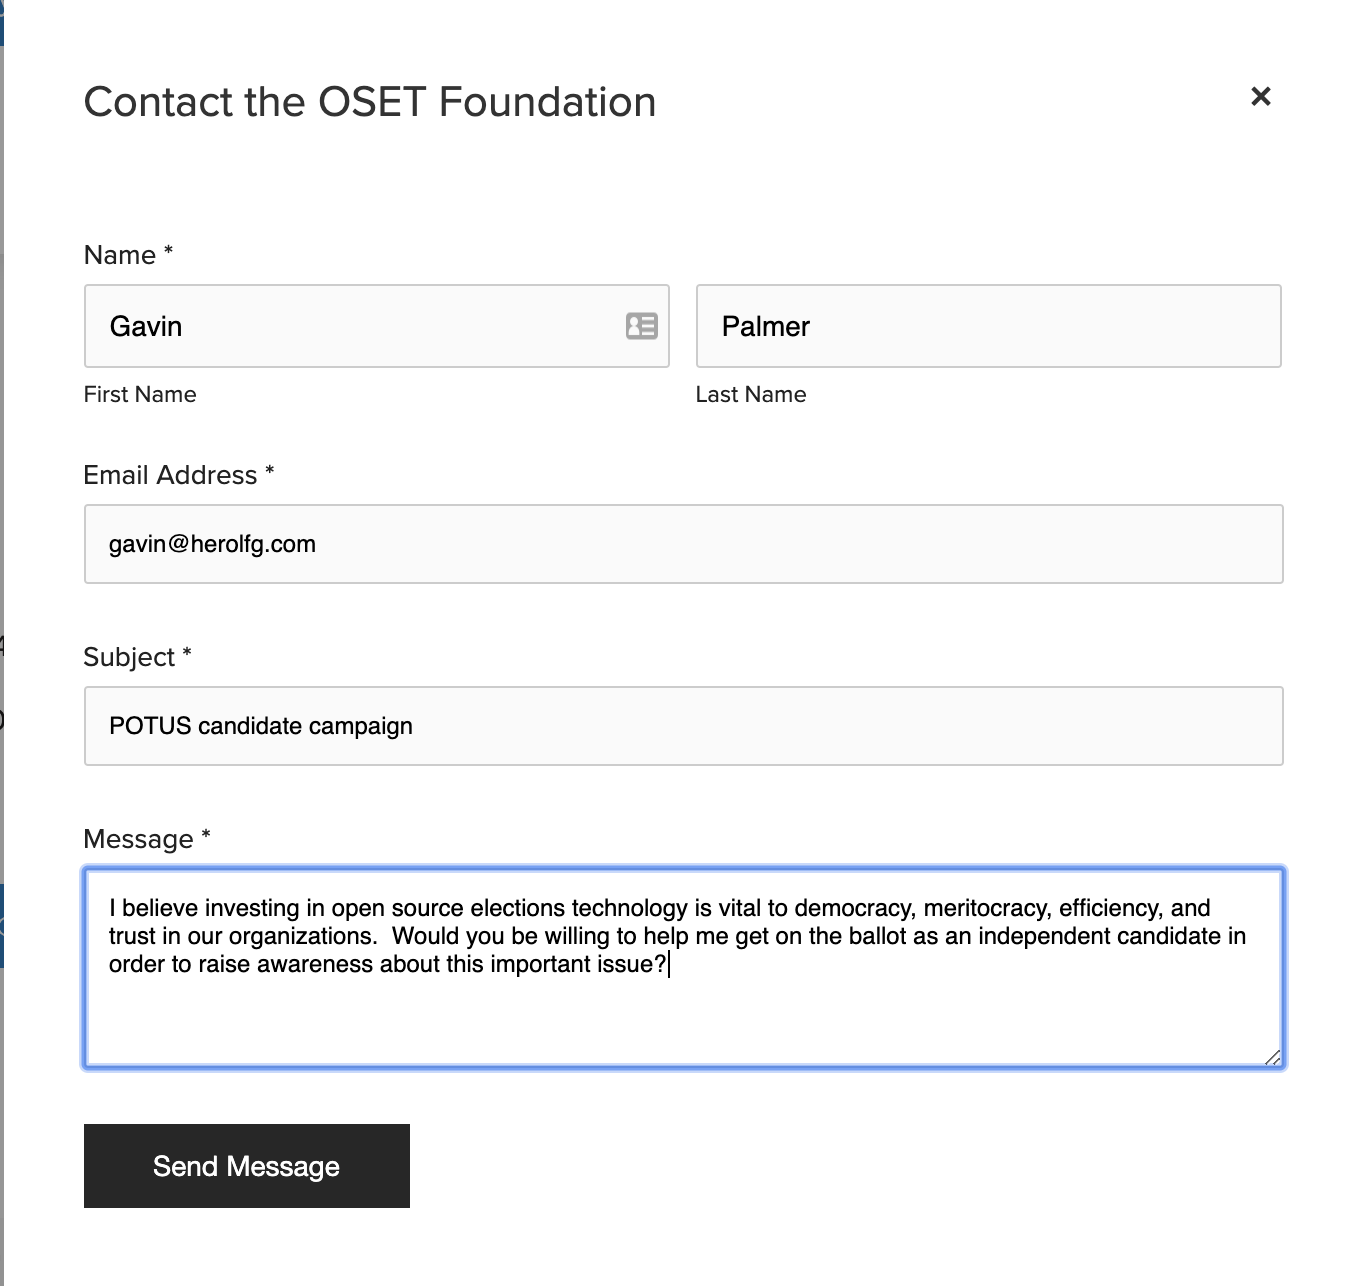 Contact the OSET Foundation
Name *
Gavin
Palmer
First Name
Last Name
Email Address *
gavin@herolfg.com
Subject *
POTUS candidate campaign
Message *
I believe investing in open source elections technology is vital to democracy, meritocracy, efficiency, and
trust in our organizations.  Would you be willing to help me get on the ballot as an independent candidate in
order to raise awareness about this important issue?
Send Message